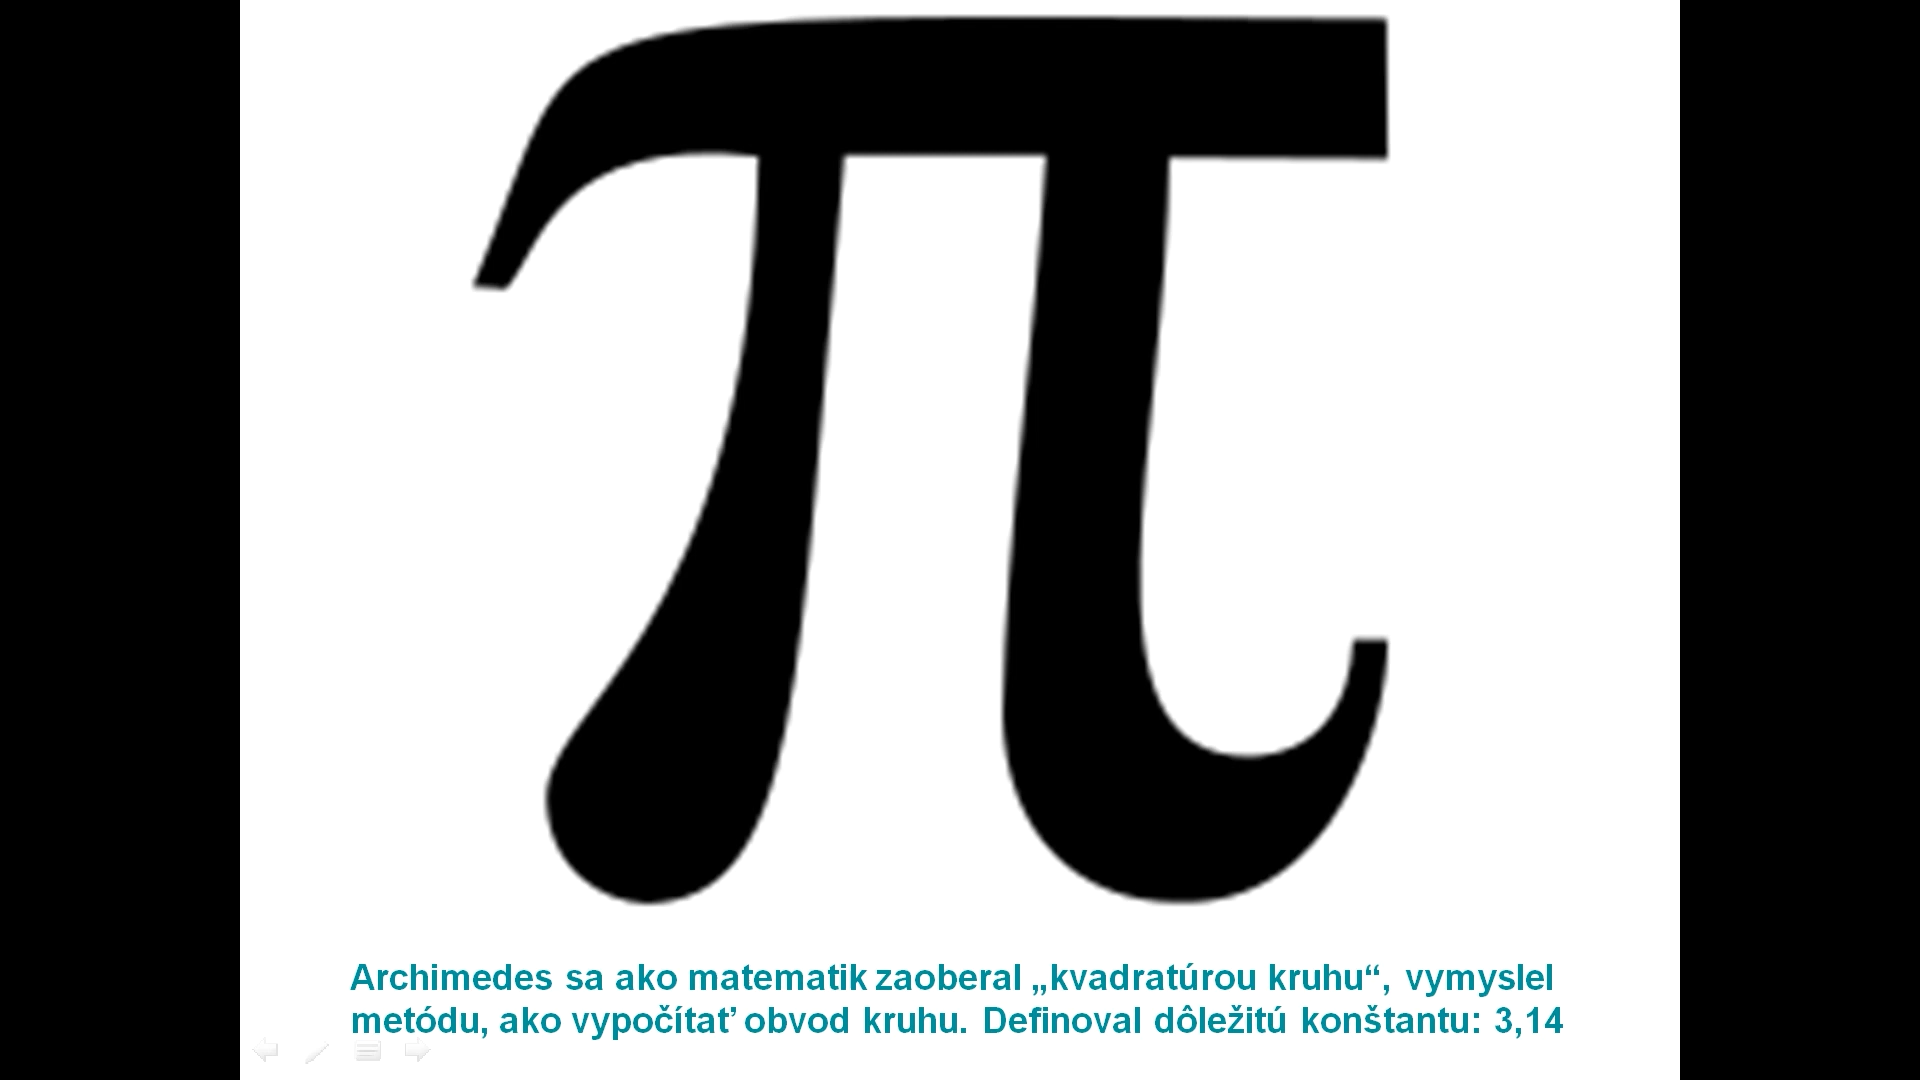 π
Archimedes sa ako matematik zaoberal „kvadratúrou kruhu“, vymyslel
metódu, ako vypočítať obvod kruhu. Definoval dôležitú konštantu: 3,14